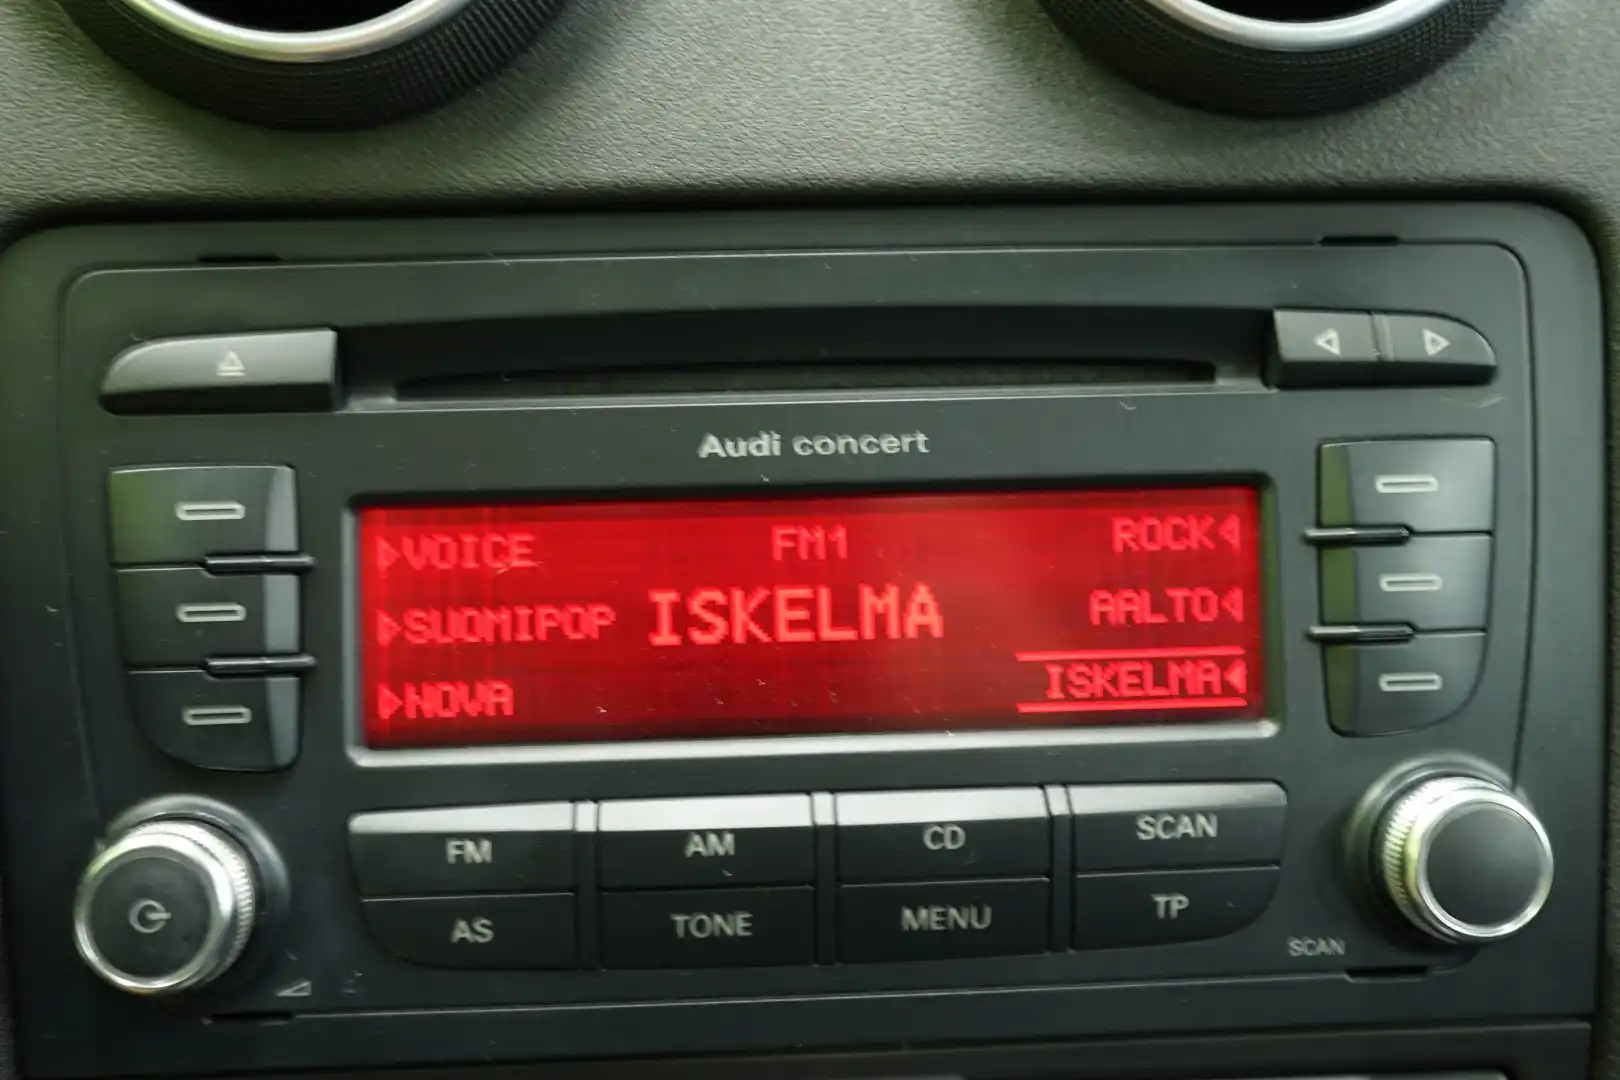 Audi concert
VOICE FM1 ROCK
SUOMIPOP ISKELMA AALTO
NOVA ISKELMA
FM AM CD SCAN
AS TONE MENU TP
SCAN